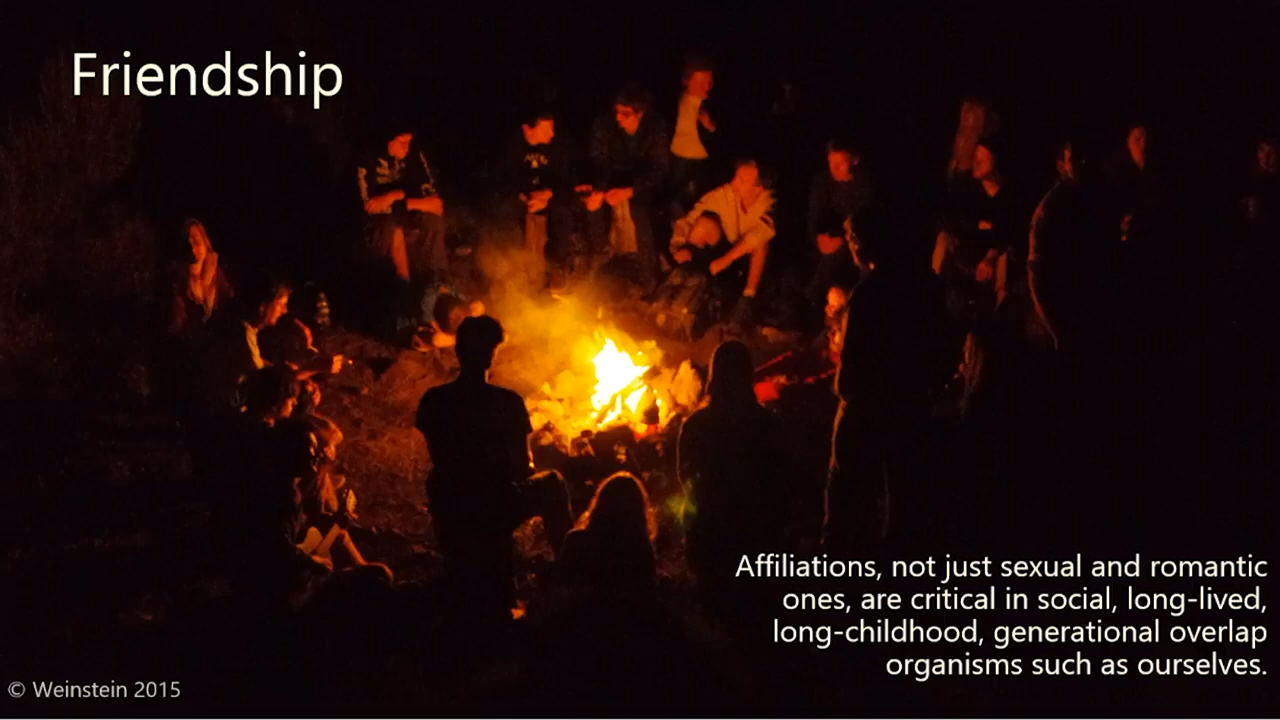 Friendship
Affiliations, not just sexual and romantic
ones, are critical in social, long-lived,
long-childhood, generational overlap
organisms such as ourselves.
© Weinstein 2015